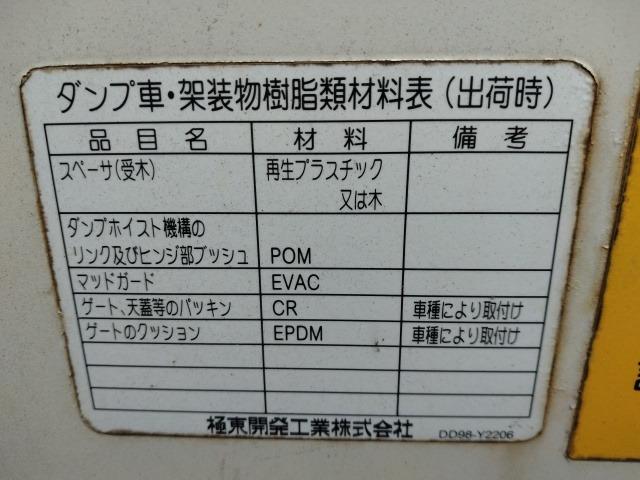 ダンプ車・架装物樹脂類材料表（出荷時）
品目名 材料 備考
スペーサ(受木) 再生プラスチック
又は木
ダンプホイスト機構の
リンク及びヒンジ部ブッシュ POM
マッドガード EVAC
ゲート、天蓋等のパッキン CR 車種により取付け
ゲートのクッション EPDM 車種により取付け
極東開発工業株式会社 DD98-Y2206